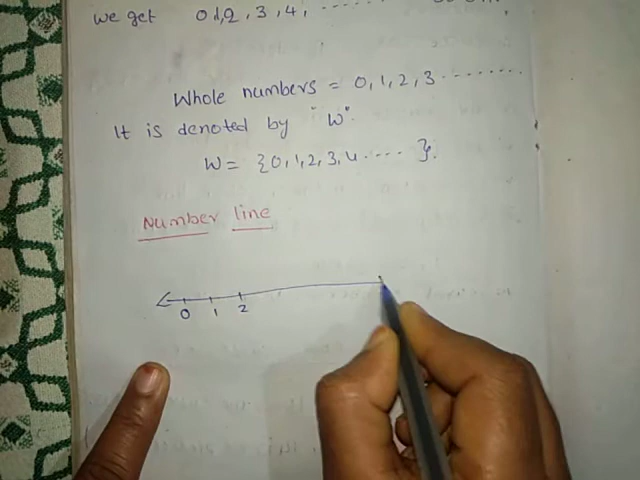 we get 0 1,2, 3, 4, ......
Whole numbers = 0, 1, 2, 3 ........
It is denoted by "W".
W = {0, 1, 2, 3, 4 .... }.
Number line
0 1 2